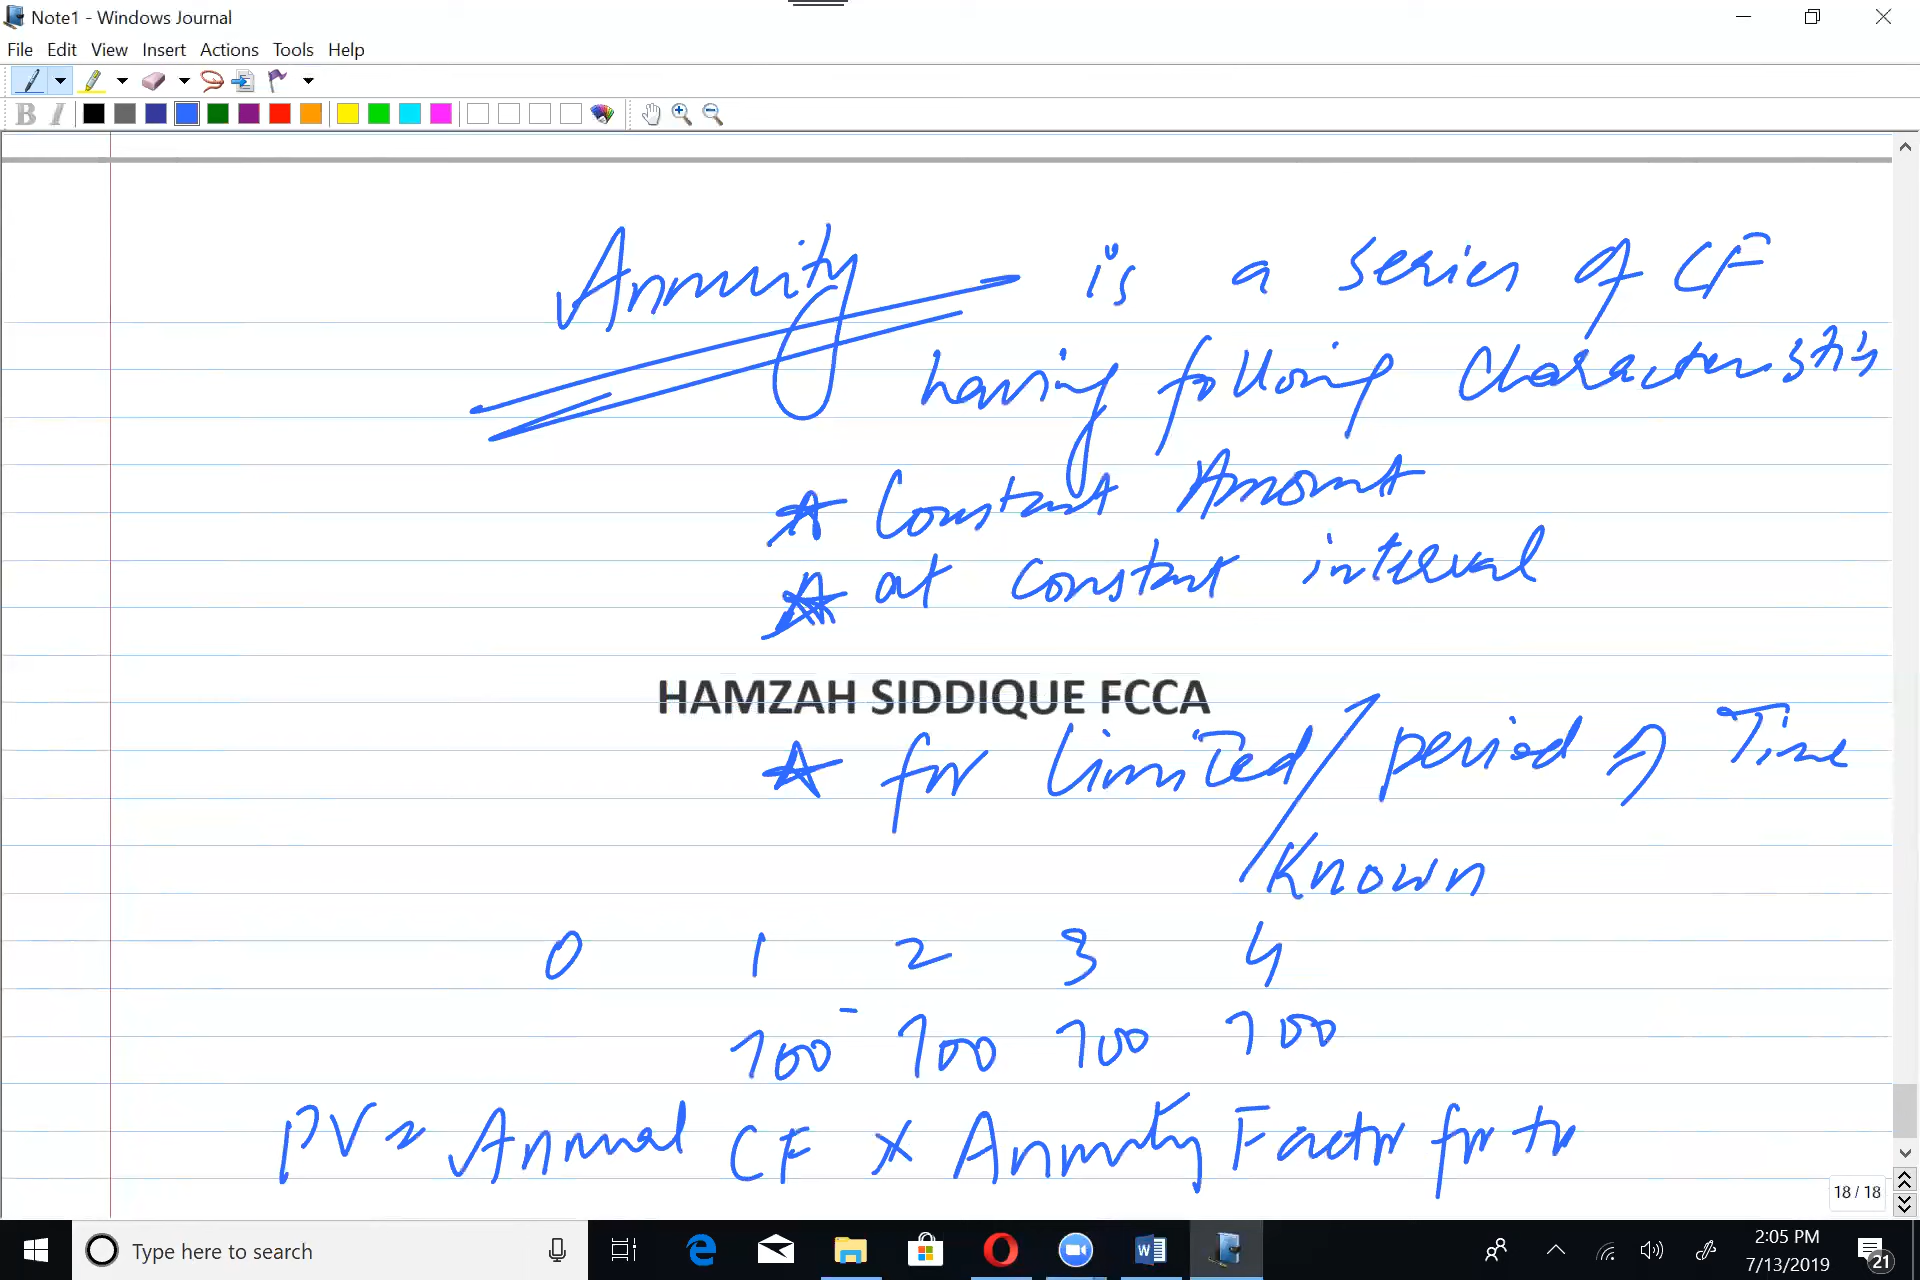 Note1 - Windows Journal
File Edit View Insert Actions Tools Help
B I
Annuity is a series of CF
having following characteristics
Constant Amount
at constant interval
HAMZAH SIDDIQUE FCCA
for limited/ period of Time
Known
0 1 2 3 4
100 100 100 100
PV = Annual CF x Annuity Factor for
18 / 18
Type here to search
2:05 PM
7/13/2019
21